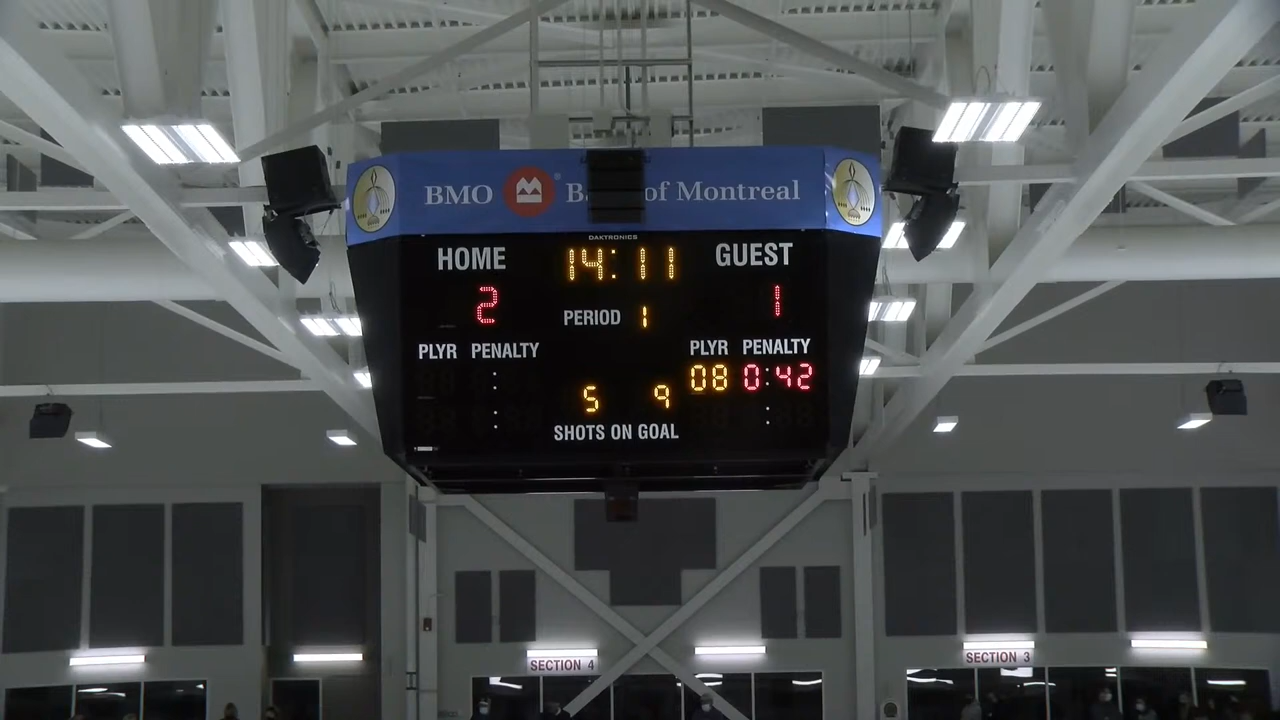 BMO Ba of Montreal
DAKTRONICS
HOME 14:11 GUEST
2 1
PERIOD 1
PLYR PENALTY PLYR PENALTY
08 0:42
5 9
SHOTS ON GOAL
SECTION 4
SECTION 3